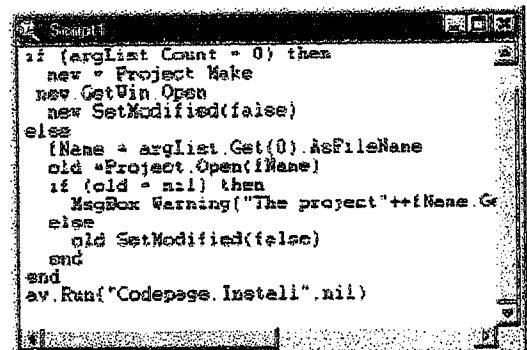 Script1
if (argList Count = 0) then
new = Project Make
new.GetWin Open
new SetModified(false)
else
fName = argList.Get(0).AsFileName
old =Project.Open(fName)
if (old = nil) then
MsgBox Warning("The project"++fName.Ge
else
old SetModified(false)
end
end
av.Run("Codepage.Install",nil)